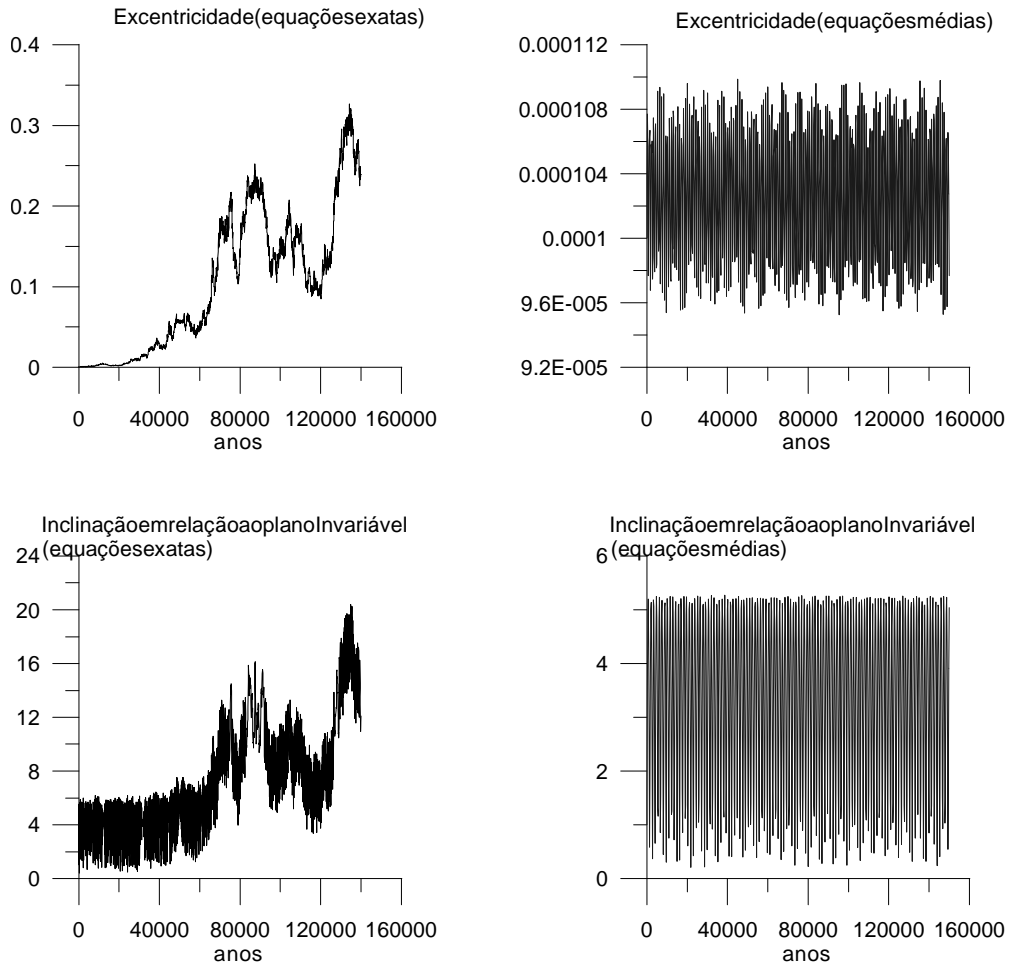 Excentricidade(equaçõesexatas)
0.4
0.3
0.2
0.1
0
0 40000 80000 120000 160000
anos
Excentricidade(equaçõesmédias)
0.000112
0.000108
0.000104
0.0001
9.6E-005
9.2E-005
0 40000 80000 120000 160000
anos
InclinaçãoemrelaçãoaoplanoInvariável
(equaçõesexatas)
24
20
16
12
8
4
0
0 40000 80000 120000 160000
anos
InclinaçãoemrelaçãoaoplanoInvariável
(equaçõesmédias)
6
4
2
0
0 40000 80000 120000 160000
anos